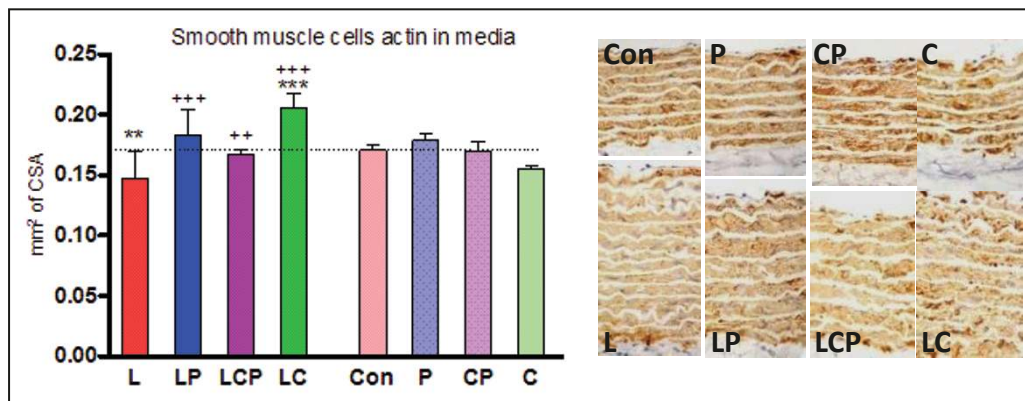 Smooth muscle cells actin in media
mm² of CSA
0.25
0.20
0.15
0.10
0.05
0.00
**
+++
++
+++
***
L LP LCP LC Con P CP C
Con P CP C
L LP LCP LC